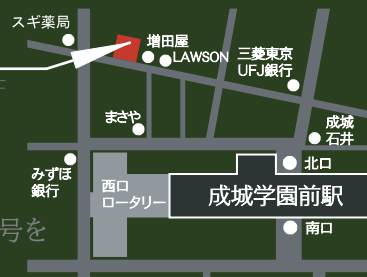 スギ薬局
増田屋
LAWSON
三菱東京
UFJ銀行
まさや
成城
石井
みずほ
銀行
西口
ロータリー
北口
成城学園前駅
南口
号を